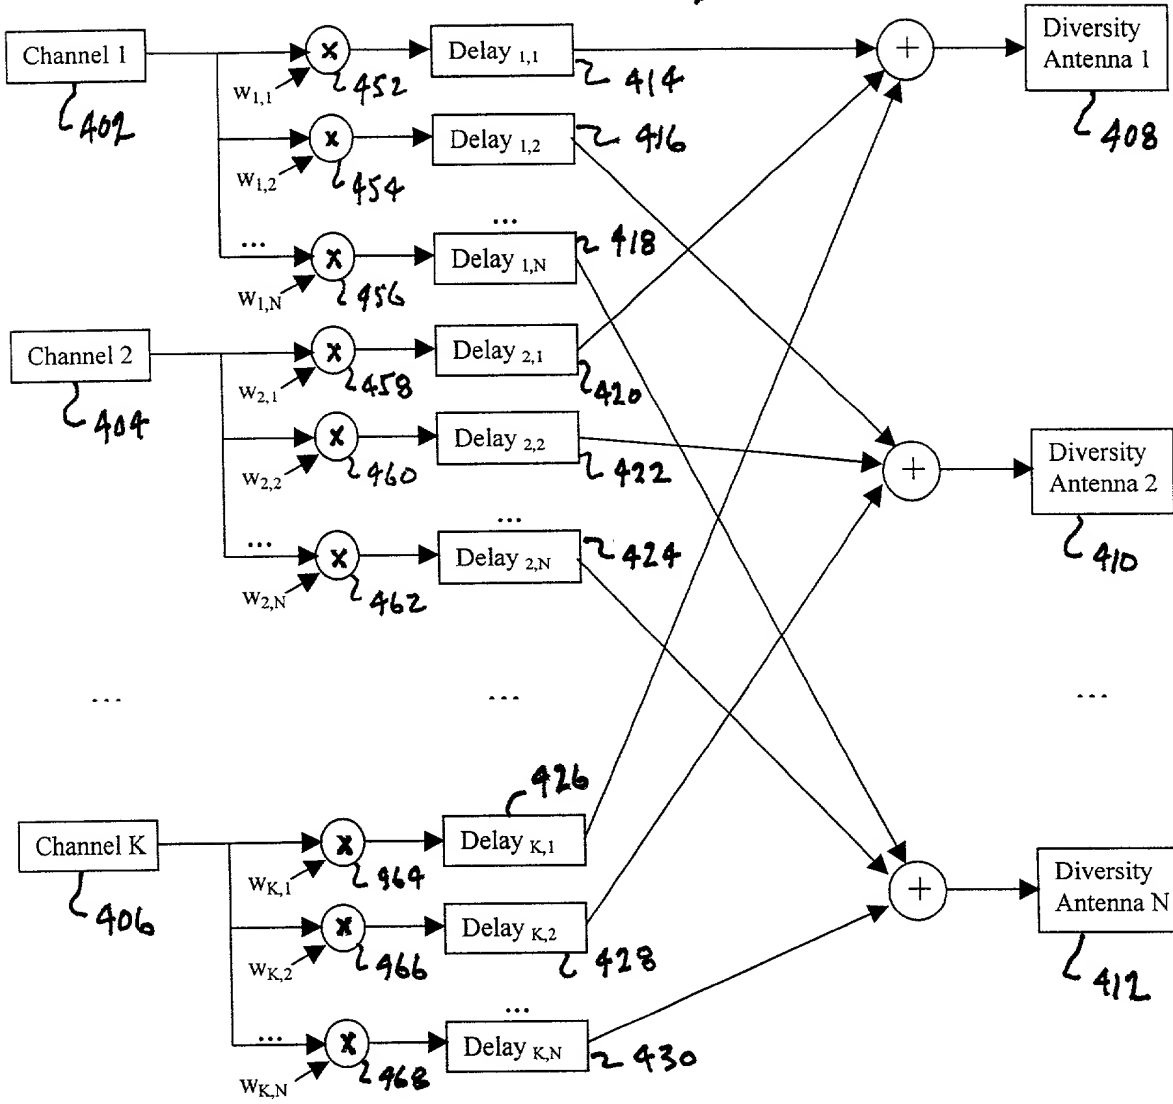 Channel 1
402
W1,1
x
452
Delay 1,1
414
+
Diversity
Antenna 1
408
W1,2
x
454
Delay 1,2
416
...
W1,N
x
456
...
Delay 1,N
418
Channel 2
404
W2,1
x
458
Delay 2,1
420
W2,2
x
460
Delay 2,2
422
+
Diversity
Antenna 2
410
...
W2,N
x
462
...
Delay 2,N
424
...
...
...
Channel K
406
WK,1
x
464
426
Delay K,1
WK,2
x
466
Delay K,2
428
+
Diversity
Antenna N
412
...
WK,N
x
468
...
Delay K,N
430